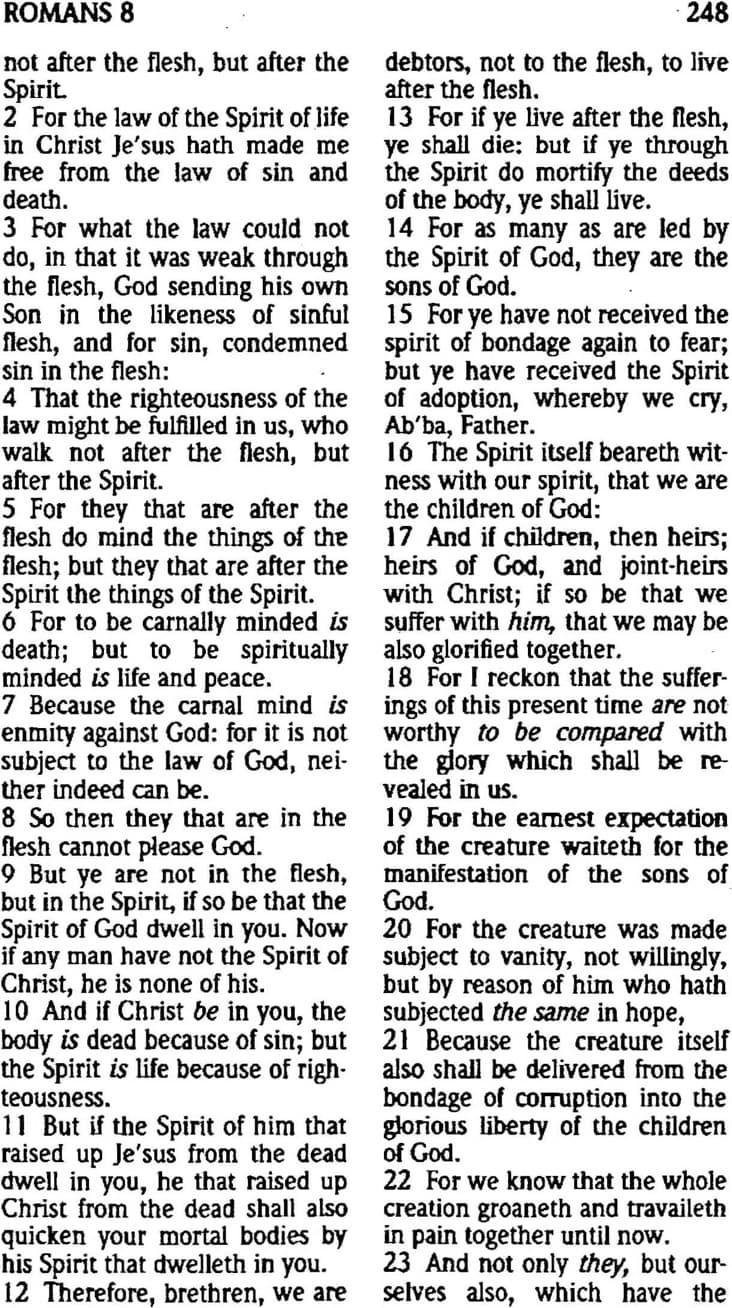 ROMANS 8
248
not after the flesh, but after the
Spirit.
2 For the law of the Spirit of life
in Christ Je'sus hath made me
free from the law of sin and
death.
3 For what the law could not
do, in that it was weak through
the flesh, God sending his own
Son in the likeness of sinful
flesh, and for sin, condemned
sin in the flesh:
4 That the righteousness of the
law might be fulfilled in us, who
walk not after the flesh, but
after the Spirit.
5 For they that are after the
flesh do mind the things of the
flesh; but they that are after the
Spirit the things of the Spirit.
6 For to be carnally minded is
death; but to be spiritually
minded is life and peace.
7 Because the carnal mind is
enmity against God: for it is not
subject to the law of God, nei-
ther indeed can be.
8 So then they that are in the
flesh cannot please God.
9 But ye are not in the flesh,
but in the Spirit, if so be that the
Spirit of God dwell in you. Now
if any man have not the Spirit of
Christ, he is none of his.
10 And if Christ be in you, the
body is dead because of sin; but
the Spirit is life because of righ-
teousness.
11 But if the Spirit of him that
raised up Je'sus from the dead
dwell in you, he that raised up
Christ from the dead shall also
quicken your mortal bodies by
his Spirit that dwelleth in you.
12 Therefore, brethren, we are
debtors, not to the flesh, to live
after the flesh.
13 For if ye live after the flesh,
ye shall die: but if ye through
the Spirit do mortify the deeds
of the body, ye shall live.
14 For as many as are led by
the Spirit of God, they are the
sons of God.
15 For ye have not received the
spirit of bondage again to fear;
but ye have received the Spirit
of adoption, whereby we cry,
Ab'ba, Father.
16 The Spirit itself beareth wit-
ness with our spirit, that we are
the children of God:
17 And if children, then heirs;
heirs of God, and joint-heirs
with Christ; if so be that we
suffer with him, that we may be
also glorified together.
18 For I reckon that the suffer-
ings of this present time are not
worthy to be compared with
the glory which shall be re-
vealed in us.
19 For the earnest expectation
of the creature waiteth for the
manifestation of the sons of
God.
20 For the creature was made
subject to vanity, not willingly,
but by reason of him who hath
subjected the same in hope,
21 Because the creature itself
also shall be delivered from the
bondage of corruption into the
glorious liberty of the children
of God.
22 For we know that the whole
creation groaneth and travaileth
in pain together until now.
23 And not only they, but our-
selves also, which have the